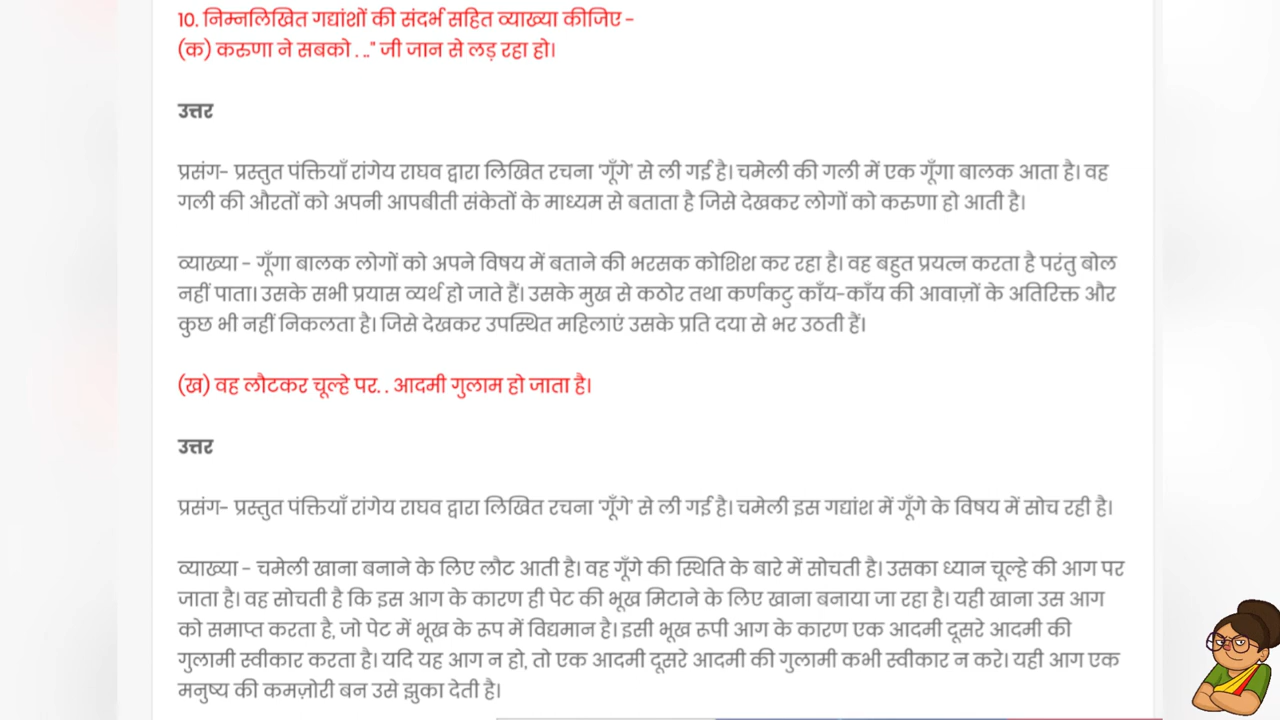 10. निम्नलिखित गद्यांशों की संदर्भ सहित व्याख्या कीजिए -
(क) करुणा ने सबको . .." जी जान से लड़ रहा हो।
उत्तर
प्रसंग- प्रस्तुत पंक्तियाँ रांगेय राघव द्वारा लिखित रचना 'गूँगे' से ली गई है। चमेली की गली में एक गूँगा बालक आता है। वह
गली की औरतों को अपनी आपबीती संकेतों के माध्यम से बताता है जिसे देखकर लोगों को करुणा हो आती है।
व्याख्या - गूँगा बालक लोगों को अपने विषय में बताने की भरसक कोशिश कर रहा है। वह बहुत प्रयत्न करता है परंतु बोल
नहीं पाता। उसके सभी प्रयास व्यर्थ हो जाते हैं। उसके मुख से कठोर तथा कर्णकटु काँय-काँय की आवाज़ों के अतिरिक्त और
कुछ भी नहीं निकलता है। जिसे देखकर उपस्थित महिलाएं उसके प्रति दया से भर उठती हैं।
(ख) वह लौटकर चूल्हे पर. . आदमी गुलाम हो जाता है।
उत्तर
प्रसंग- प्रस्तुत पंक्तियाँ रांगेय राघव द्वारा लिखित रचना 'गूँगे' से ली गई है। चमेली इस गद्यांश में गूँगे के विषय में सोच रही है।
व्याख्या - चमेली खाना बनाने के लिए लौट आती है। वह गूँगे की स्थिति के बारे में सोचती है। उसका ध्यान चूल्हे की आग पर
जाता है। वह सोचती है कि इस आग के कारण ही पेट की भूख मिटाने के लिए खाना बनाया जा रहा है। यही खाना उस आग
को समाप्त करता है, जो पेट में भूख के रूप में विद्यमान है। इसी भूख रूपी आग के कारण एक आदमी दूसरे आदमी की
गुलामी स्वीकार करता है। यदि यह आग न हो, तो एक आदमी दूसरे आदमी की गुलामी कभी स्वीकार न करे। यही आग एक
मनुष्य की कमज़ोरी बन उसे झुका देती है।